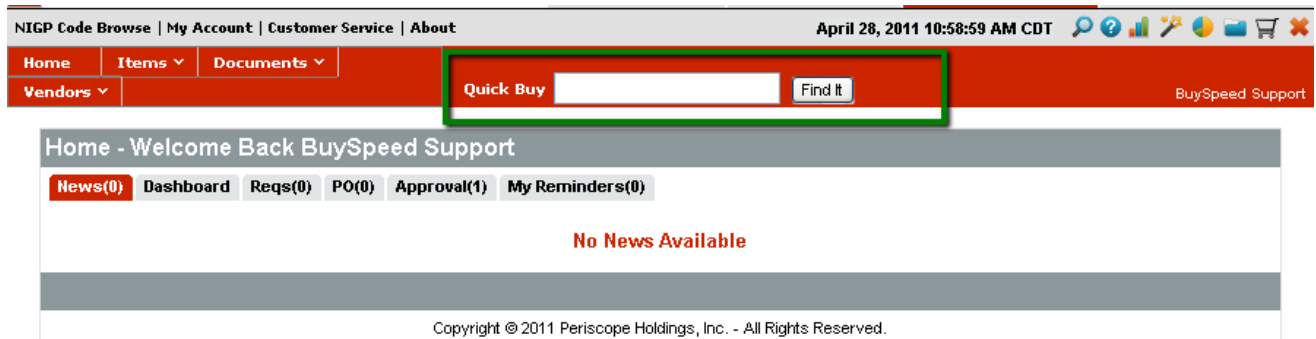 NIGP Code Browse | My Account | Customer Service | About April 28, 2011 10:58:59 AM CDT
Home Items Documents
Vendors Quick Buy Find It BuySpeed Support
Home - Welcome Back BuySpeed Support
News(0) Dashboard Reqs(0) PO(0) Approval(1) My Reminders(0)
No News Available
Copyright © 2011 Periscope Holdings, Inc. - All Rights Reserved.